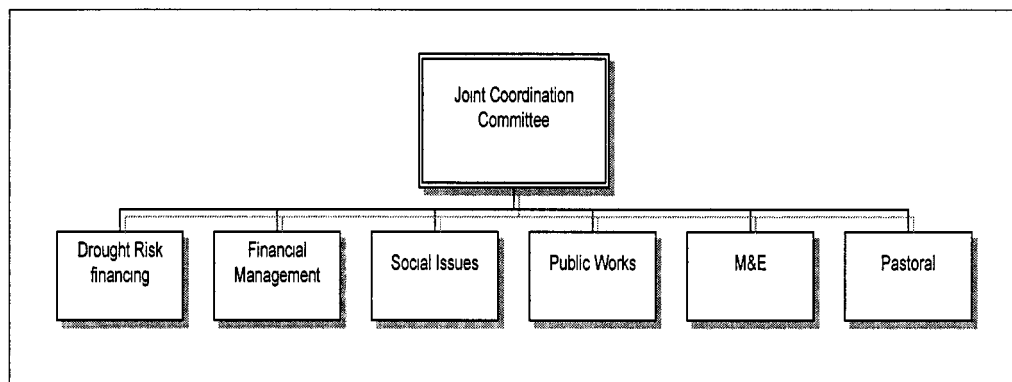 Joint Coordination
Committee
Drought Risk
financing
Financial
Management
Social Issues
Public Works
M&E
Pastoral